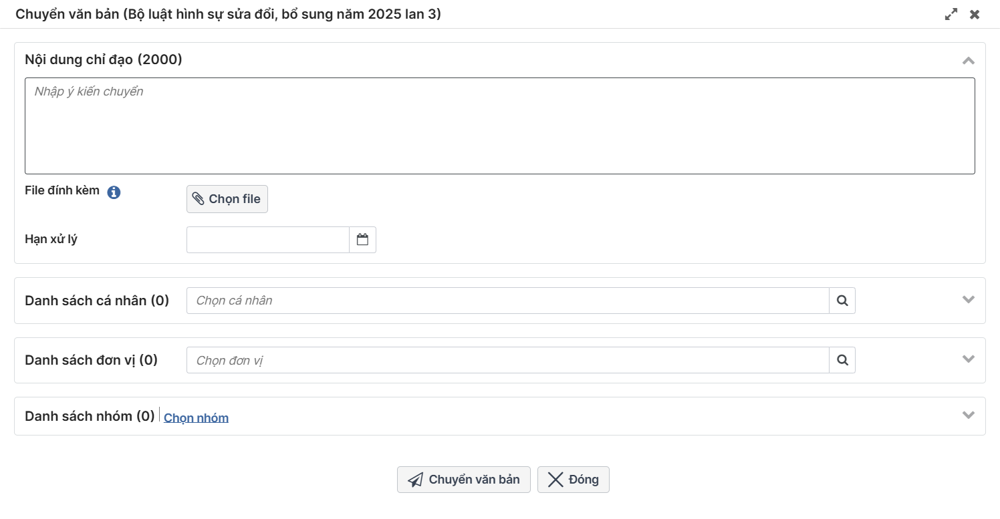 Chuyển văn bản (Bộ luật hình sự sửa đổi, bổ sung năm 2025 lan 3)
Nội dung chỉ đạo (2000)
Nhập ý kiến chuyển
File đính kèm
Chọn file
Hạn xử lý
Danh sách cá nhân (0) Chọn cá nhân
Danh sách đơn vị (0) Chọn đơn vị
Danh sách nhóm (0) Chọn nhóm
Chuyển văn bản Đóng